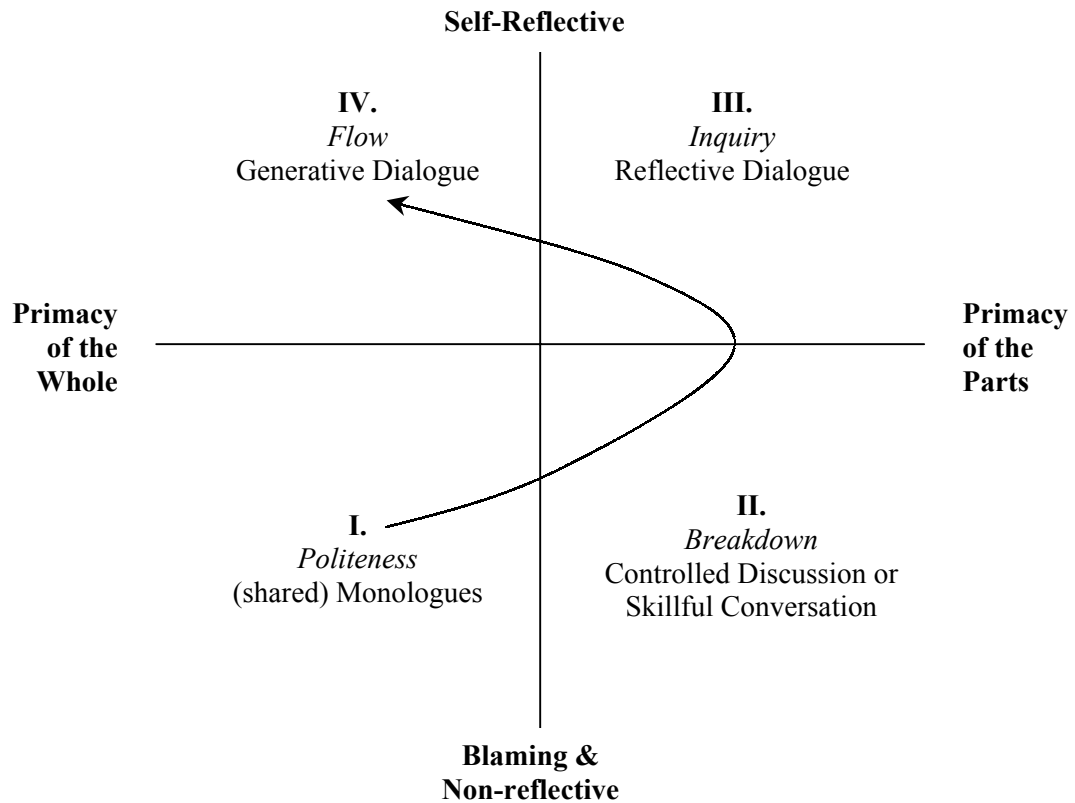 Self-Reflective
IV.
Flow
Generative Dialogue
III.
Inquiry
Reflective Dialogue
Primacy
of the
Whole
Primacy
of the
Parts
I.
Politeness
(shared) Monologues
II.
Breakdown
Controlled Discussion or
Skillful Conversation
Blaming &
Non-reflective